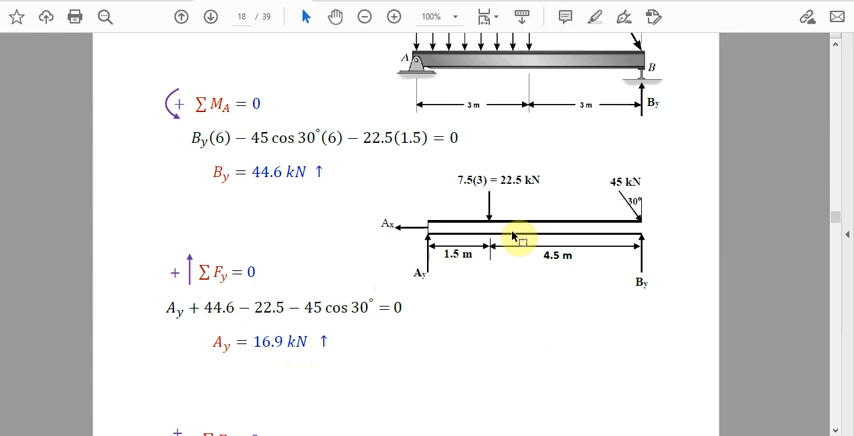 18 / 39
100%
A
B
3 m
3 m
By
+ ∑ M_A = 0
B_y(6) − 45 cos 30°(6) − 22.5(1.5) = 0
B_y = 44.6 kN ↑
7.5(3) = 22.5 kN
45 kN
30°
Ax
1.5 m
4.5 m
Ay
By
+ ↑ ∑ F_y = 0
A_y + 44.6 − 22.5 − 45 cos 30° = 0
A_y = 16.9 kN ↑